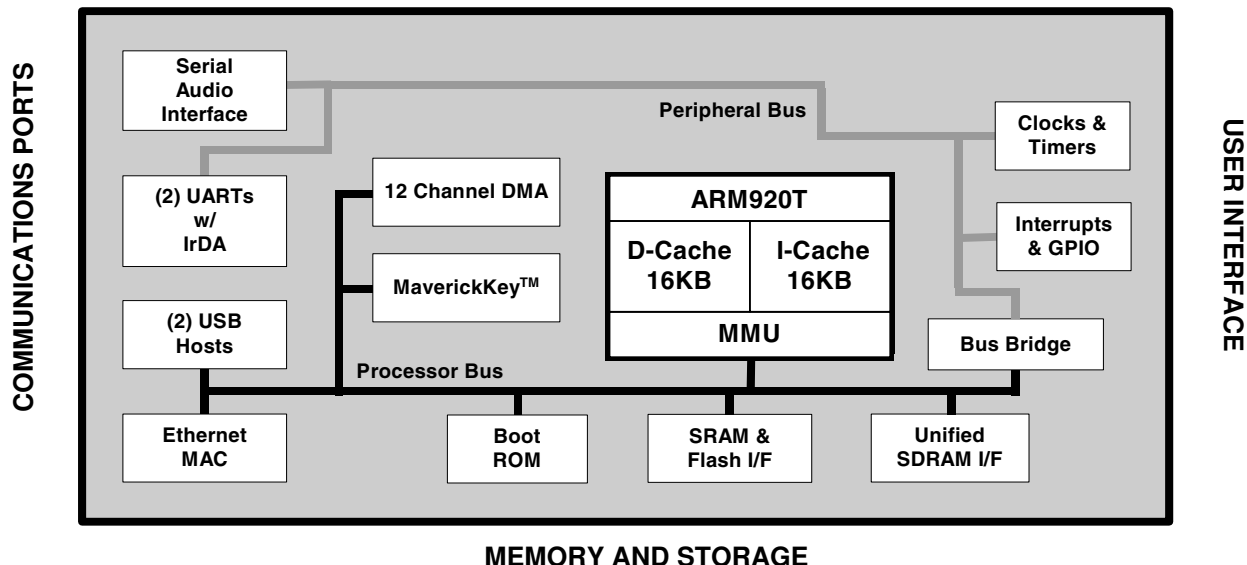 COMMUNICATIONS PORTS
Serial
Audio
Interface
Peripheral Bus
Clocks &
Timers
(2) UARTs
w/
IrDA
12 Channel DMA
ARM920T
D-Cache
16KB
I-Cache
16KB
MMU
Interrupts
& GPIO
MaverickKey™
(2) USB
Hosts
Bus Bridge
Processor Bus
Ethernet
MAC
Boot
ROM
SRAM &
Flash I/F
Unified
SDRAM I/F
USER INTERFACE
MEMORY AND STORAGE